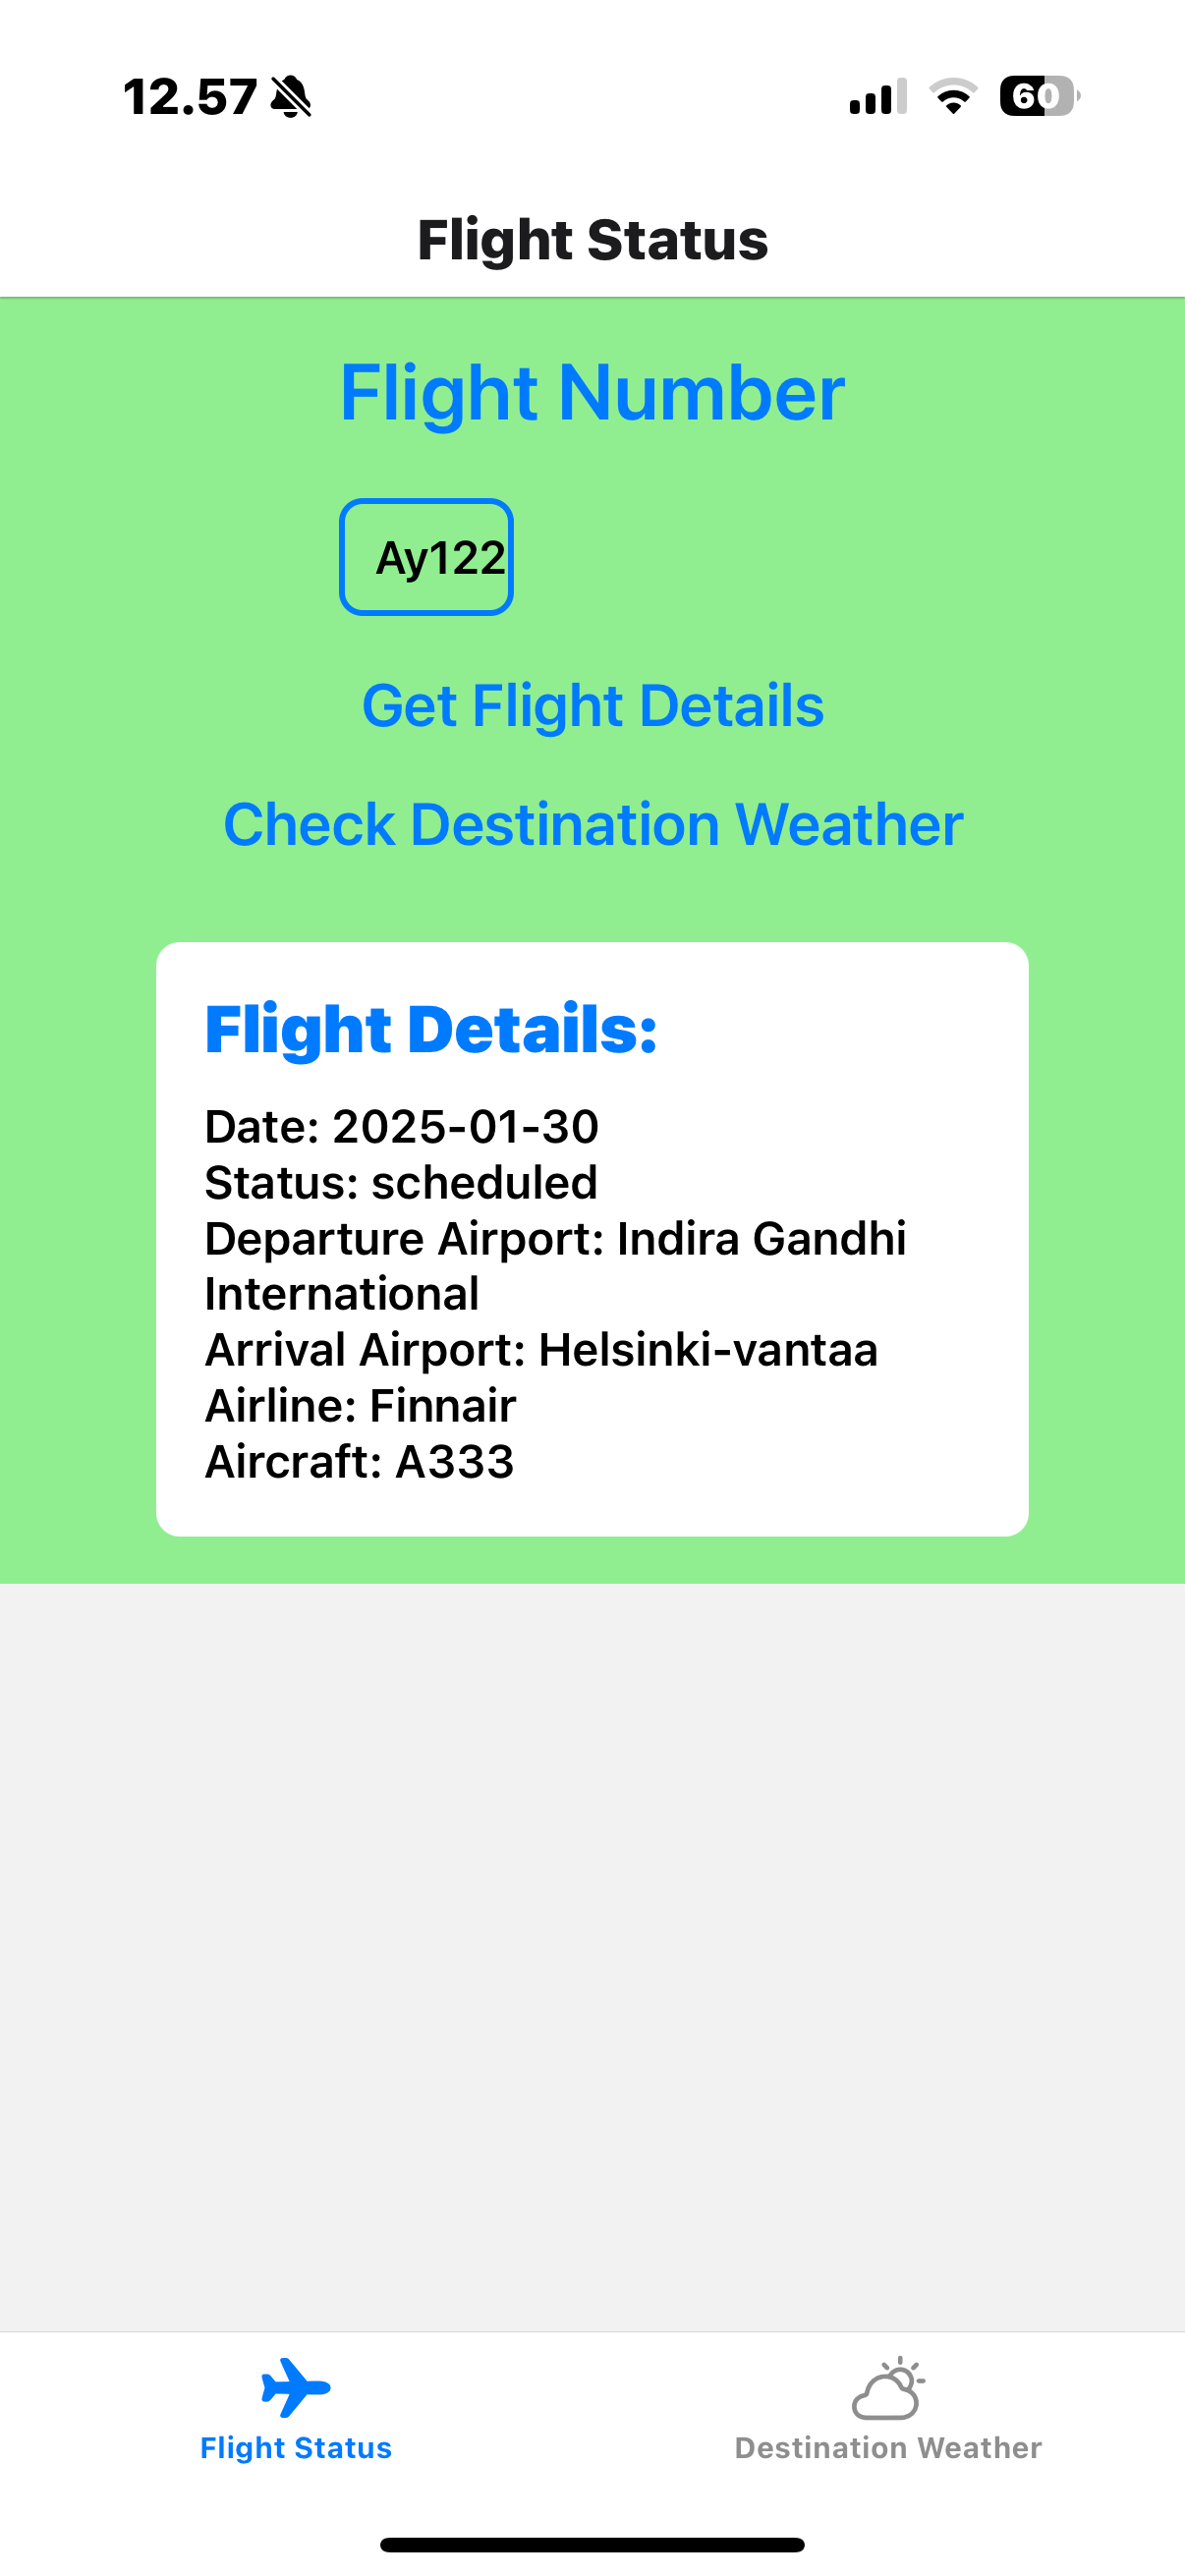 12.57
60
Flight Status
Flight Number
Ay122
Get Flight Details
Check Destination Weather
Flight Details:
Date: 2025-01-30
Status: scheduled
Departure Airport: Indira Gandhi
International
Arrival Airport: Helsinki-vantaa
Airline: Finnair
Aircraft: A333
Flight Status
Destination Weather